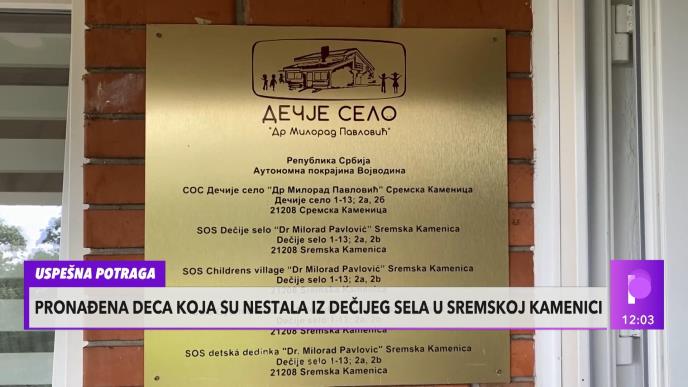 ДЕЧЈЕ СЕЛО
"Др Милорад Павловић"
Република Србија
Аутономна покрајина Војводина
СОС Дечије село "Др Милорад Павловић" Сремска Каменица
Дечије село 1-13; 2а, 2б
21208 Сремска Каменица
SOS Dečije selo "Dr Milorad Pavlović" Sremska Kamenica
Dečije selo 1-13; 2a, 2b
21208 Sremska Kamenica
SOS Childrens village "Dr Milorad Pavlović" Sremska Kamenica
Dečije selo 1-13; 2a, 2b
USPEŠNA POTRAGA
PRONAĐENA DECA KOJA SU NESTALA IZ DEČIJEG SELA U SREMSKOJ KAMENICI
12:03
21208 Sremska Kamenica
SOS detská dedinka "Dr. Milorad Pavlovic" Sremska Kamenica
Dečije selo 1-13; 2a, 2b
21208 Sremska Kamenica